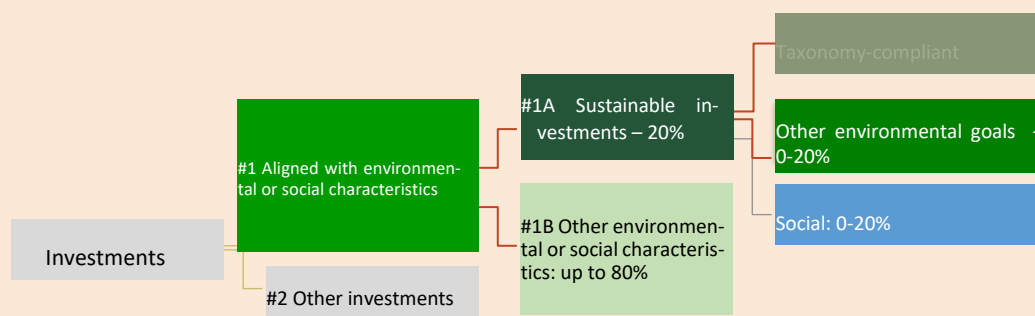 Taxonomy-compliant
#1A Sustainable in-
vestments – 20%
Other environmental goals -
0-20%
#1 Aligned with environmen-
tal or social characteristics
Social: 0-20%
#1B Other environmen-
tal or social characteris-
tics: up to 80%
Investments
#2 Other investments